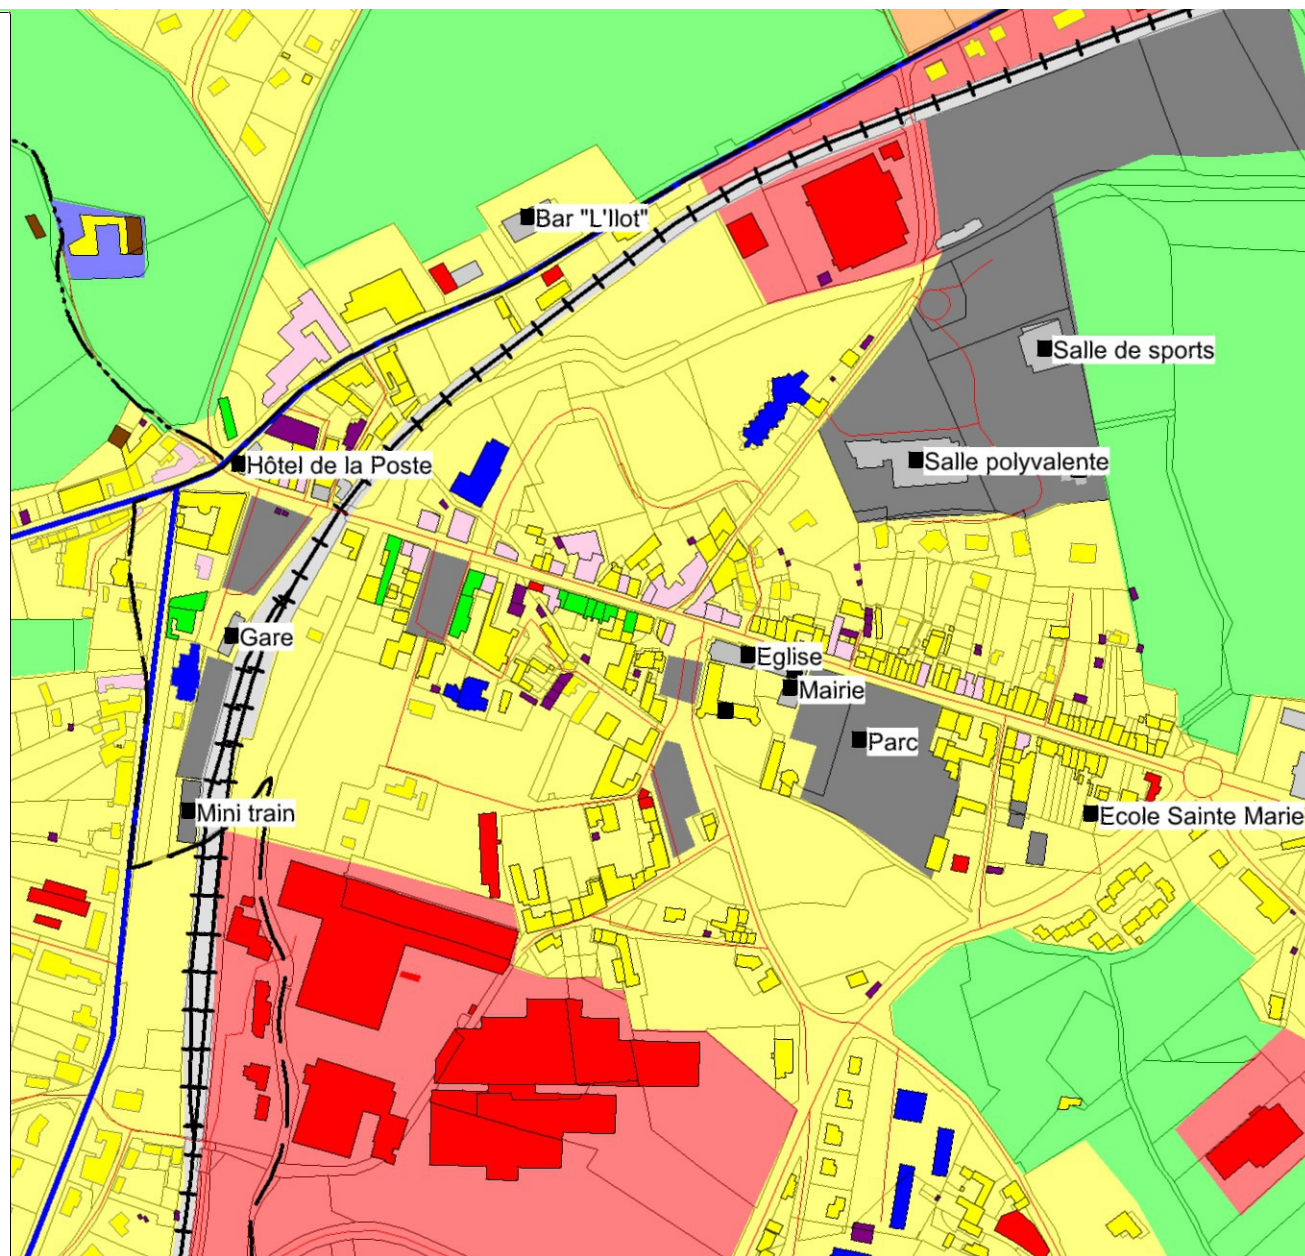 Bar "L'Ilot"
Salle de sports
Hôtel de la Poste
Salle polyvalente
Gare
Eglise
Mairie
Parc
Mini train
Ecole Sainte Marie